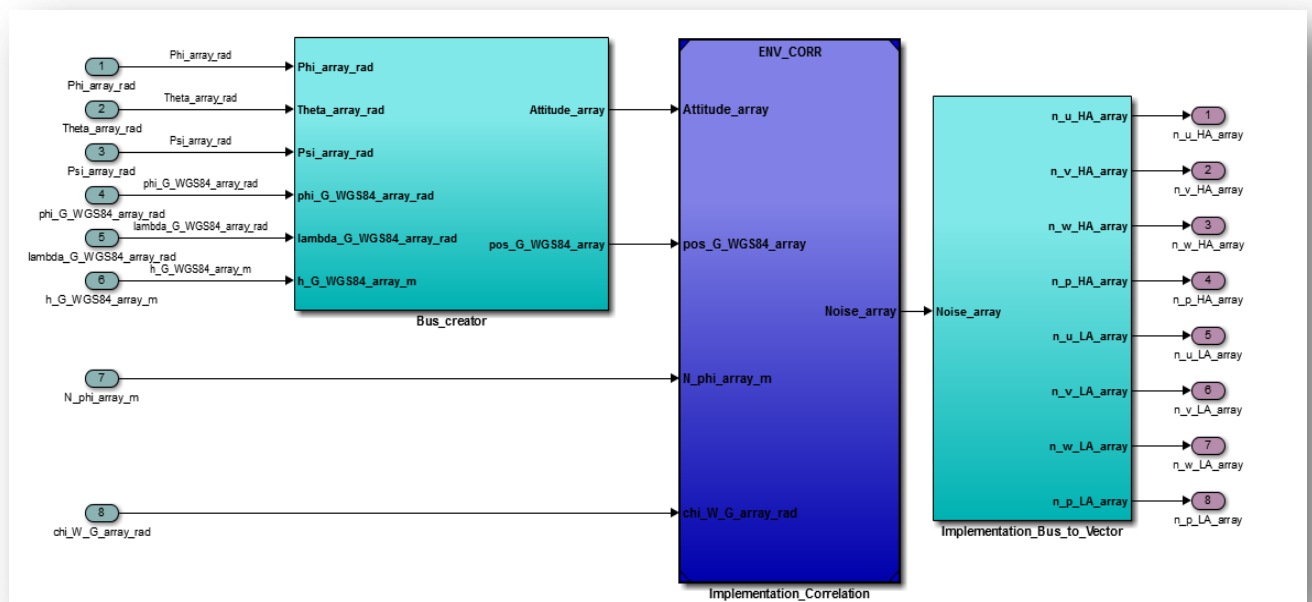 1
Phi_array_rad
Phi_array_rad
2
Theta_array_rad
Theta_array_rad
3
Psi_array_rad
Psi_array_rad
4
phi_G_WGS84_array_rad
phi_G_WGS84_array_rad
5
lambda_G_WGS84_array_rad
lambda_G_WGS84_array_rad
6
h_G_WGS84_array_m
h_G_WGS84_array_m
7
N_phi_array_m
8
chi_W_G_array_rad
Phi_array_rad
Theta_array_rad
Psi_array_rad
phi_G_WGS84_array_rad
lambda_G_WGS84_array_rad
h_G_WGS84_array_m
Attitude_array
pos_G_WGS84_array
Bus_creator
ENV_CORR
Attitude_array
pos_G_WGS84_array
N_phi_array_m
chi_W_G_array_rad
Noise_array
Implementation_Correlation
Noise_array
n_u_HA_array
n_v_HA_array
n_w_HA_array
n_p_HA_array
n_u_LA_array
n_v_LA_array
n_w_LA_array
n_p_LA_array
Implementation_Bus_to_Vector
1
n_u_HA_array
2
n_v_HA_array
3
n_w_HA_array
4
n_p_HA_array
5
n_u_LA_array
6
n_v_LA_array
7
n_w_LA_array
8
n_p_LA_array